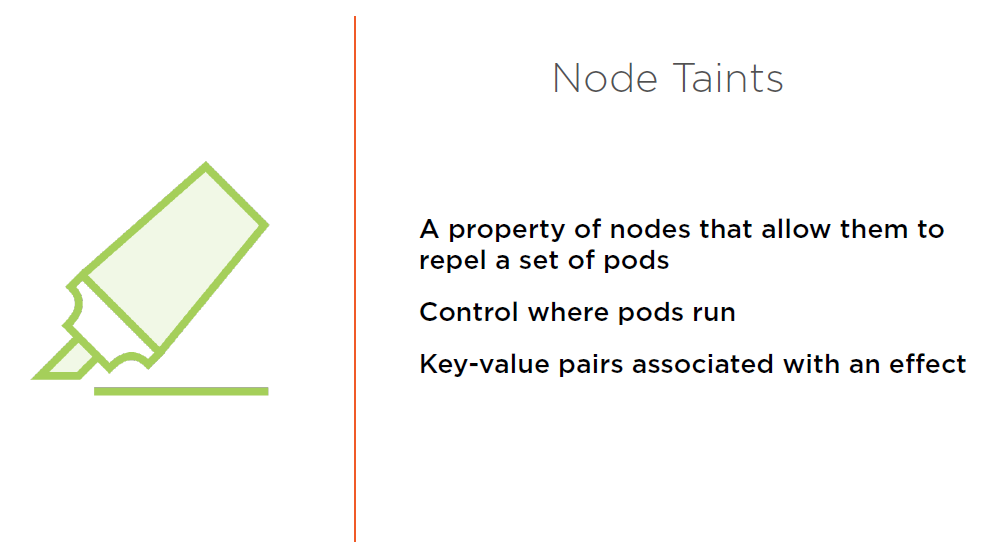 Node Taints
A property of nodes that allow them to
repel a set of pods
Control where pods run
Key-value pairs associated with an effect